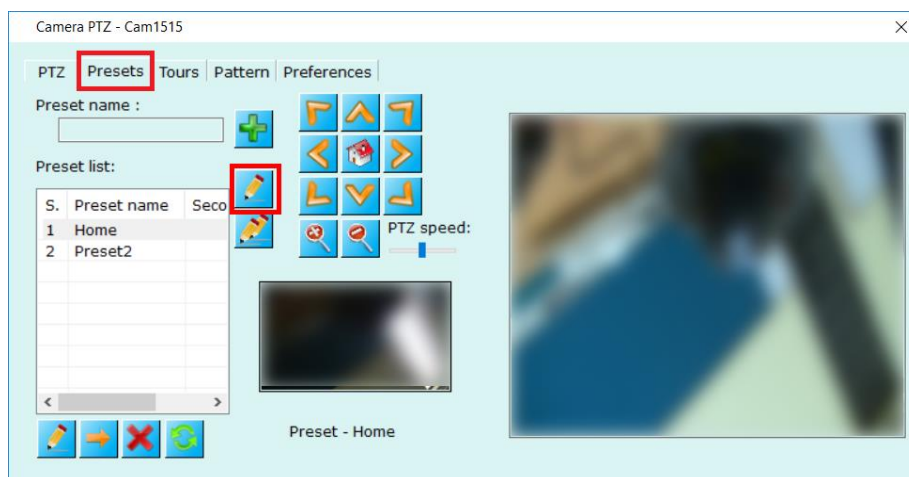 Camera PTZ - Cam1515
PTZ Presets Tours Pattern Preferences
Preset name :
Preset list:
S. Preset name Seco
1 Home
2 Preset2
PTZ speed:
Preset - Home